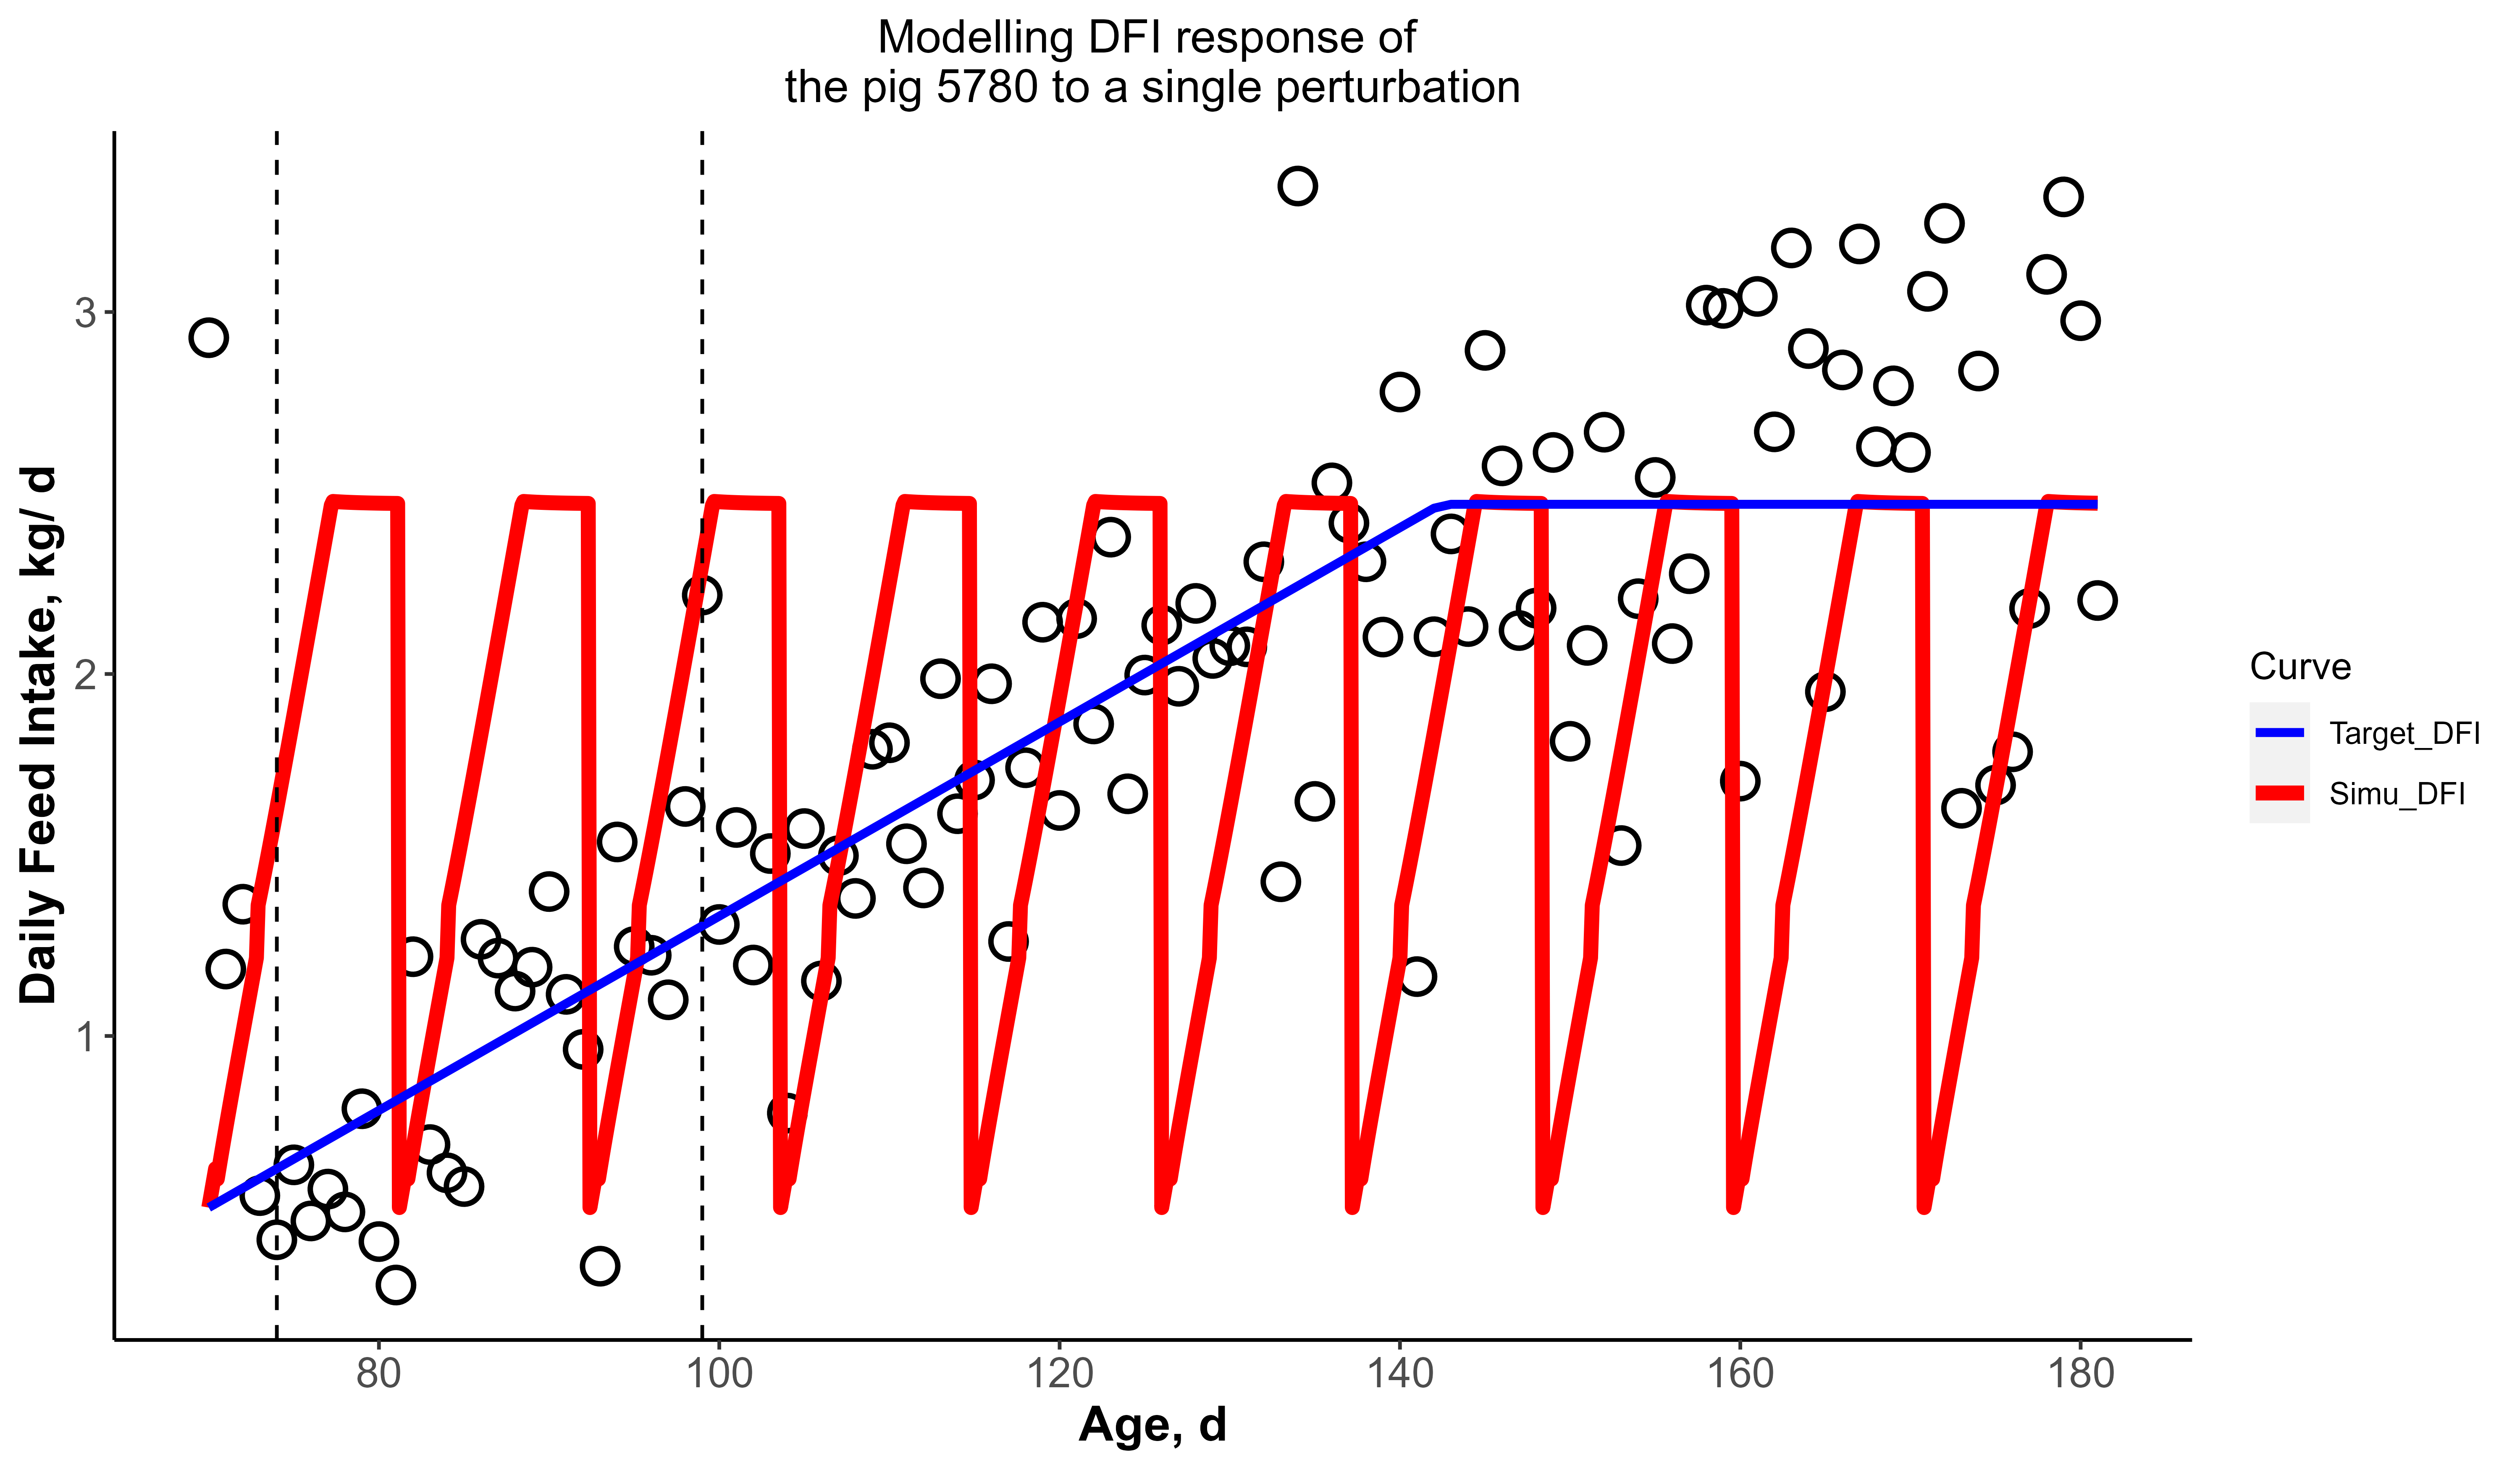 Modelling DFI response of
the pig 5780 to a single perturbation
Daily Feed Intake, kg/ d
3
2
1
80
100
120
140
160
180
Age, d
Curve
Target_DFI
Simu_DFI